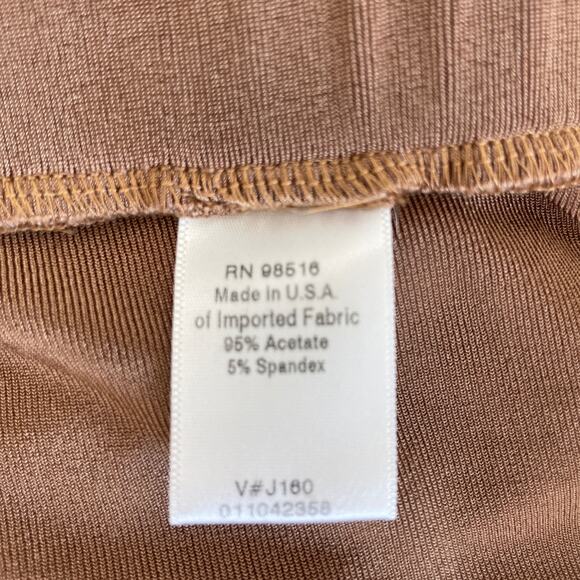 RN 98516
Made in U.S.A.
of Imported Fabric
95% Acetate
5% Spandex
V#J160
011042358